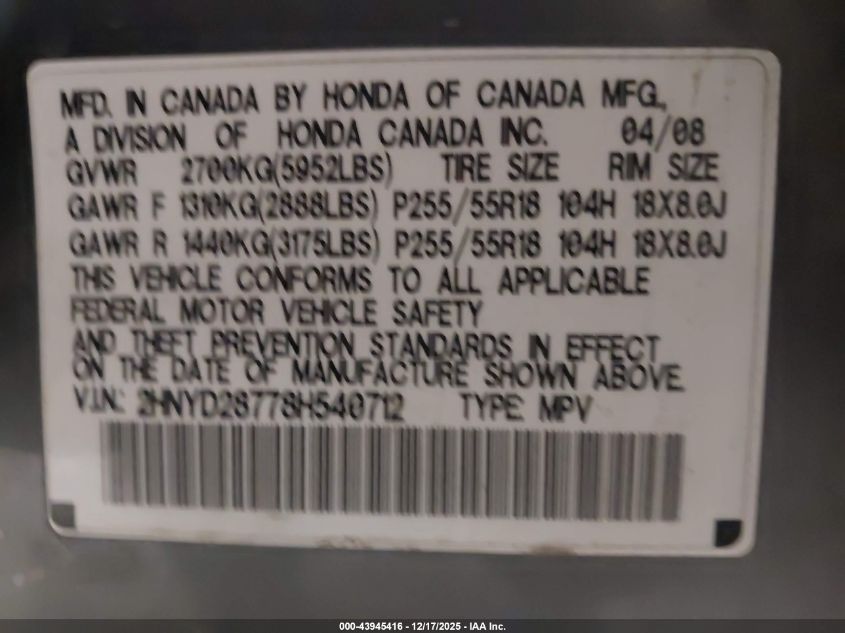 MFD. IN CANADA BY HONDA OF CANADA MFG.,
A DIVISION OF HONDA CANADA INC. 04/08
GVWR 2700KG(5952LBS) TIRE SIZE RIM SIZE
GAWR F 1310KG(2888LBS) P255/55R18 104H 18X8.0J
GAWR R 1440KG(3175LBS) P255/55R18 104H 18X8.0J
THIS VEHICLE CONFORMS TO ALL APPLICABLE
FEDERAL MOTOR VEHICLE SAFETY
AND THEFT PREVENTION STANDARDS IN EFFECT
ON THE DATE OF MANUFACTURE SHOWN ABOVE.
V.I.N.: 2HNYD28778H540712 TYPE: MPV
000-43945416 - 12/17/2025 - IAA Inc.